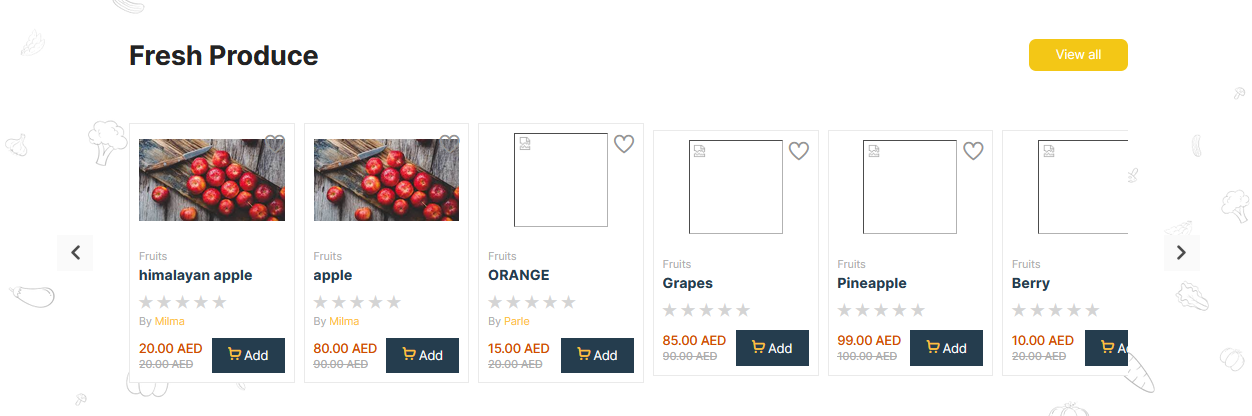 Fresh Produce
View all
Fruits
himalayan apple
By Milma
20.00 AED
20.00 AED
Add
Fruits
apple
By Milma
80.00 AED
90.00 AED
Add
Fruits
ORANGE
By Parle
15.00 AED
20.00 AED
Add
Fruits
Grapes
85.00 AED
90.00 AED
Add
Fruits
Pineapple
99.00 AED
100.00 AED
Add
Fruits
Berry
10.00 AED
20.00 AED